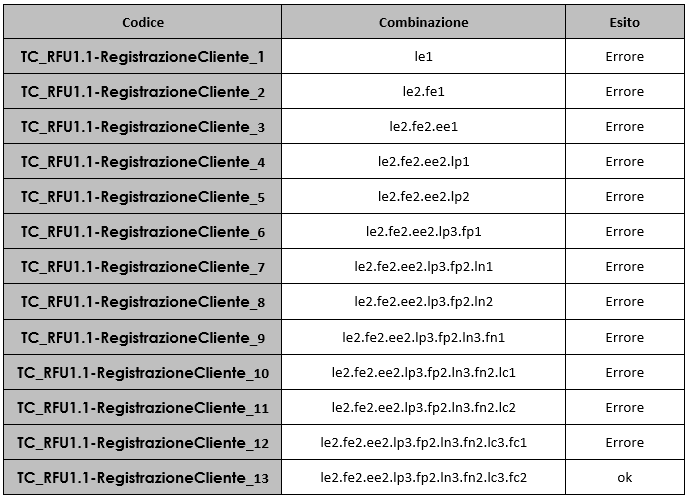 Codice Combinazione Esito
TC_RFU1.1-RegistrazioneCliente_1 le1 Errore
TC_RFU1.1-RegistrazioneCliente_2 le2.fe1 Errore
TC_RFU1.1-RegistrazioneCliente_3 le2.fe2.ee1 Errore
TC_RFU1.1-RegistrazioneCliente_4 le2.fe2.ee2.lp1 Errore
TC_RFU1.1-RegistrazioneCliente_5 le2.fe2.ee2.lp2 Errore
TC_RFU1.1-RegistrazioneCliente_6 le2.fe2.ee2.lp3.fp1 Errore
TC_RFU1.1-RegistrazioneCliente_7 le2.fe2.ee2.lp3.fp2.ln1 Errore
TC_RFU1.1-RegistrazioneCliente_8 le2.fe2.ee2.lp3.fp2.ln2 Errore
TC_RFU1.1-RegistrazioneCliente_9 le2.fe2.ee2.lp3.fp2.ln3.fn1 Errore
TC_RFU1.1-RegistrazioneCliente_10 le2.fe2.ee2.lp3.fp2.ln3.fn2.lc1 Errore
TC_RFU1.1-RegistrazioneCliente_11 le2.fe2.ee2.lp3.fp2.ln3.fn2.lc2 Errore
TC_RFU1.1-RegistrazioneCliente_12 le2.fe2.ee2.lp3.fp2.ln3.fn2.lc3.fc1 Errore
TC_RFU1.1-RegistrazioneCliente_13 le2.fe2.ee2.lp3.fp2.ln3.fn2.lc3.fc2 ok